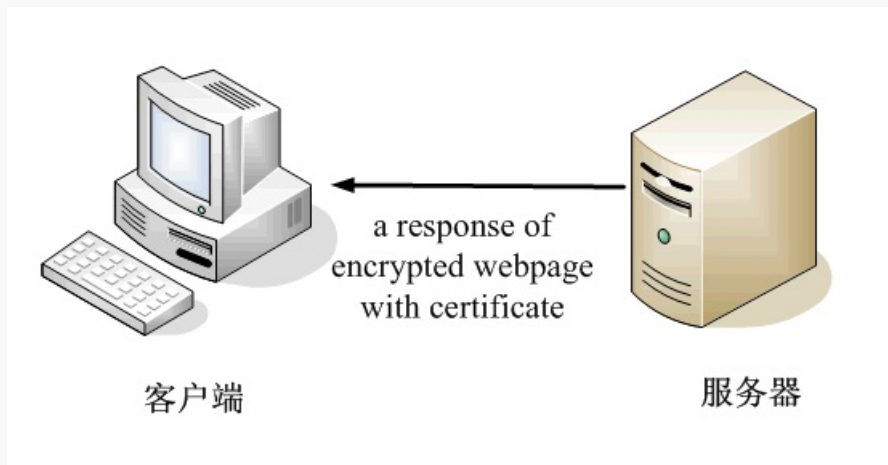 a response of
encrypted webpage
with certificate
客户端
服务器